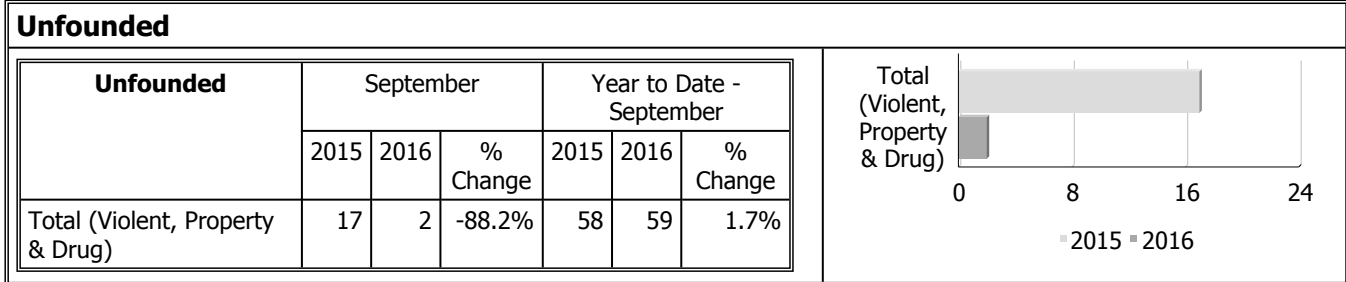 Unfounded
Unfounded September Year to Date -
September
2015 2016 % 2015 2016 %
Change Change
Total (Violent, Property 17 2 -88.2% 58 59 1.7%
& Drug)
Total
(Violent,
Property
& Drug)
0 8 16 24
2015 2016